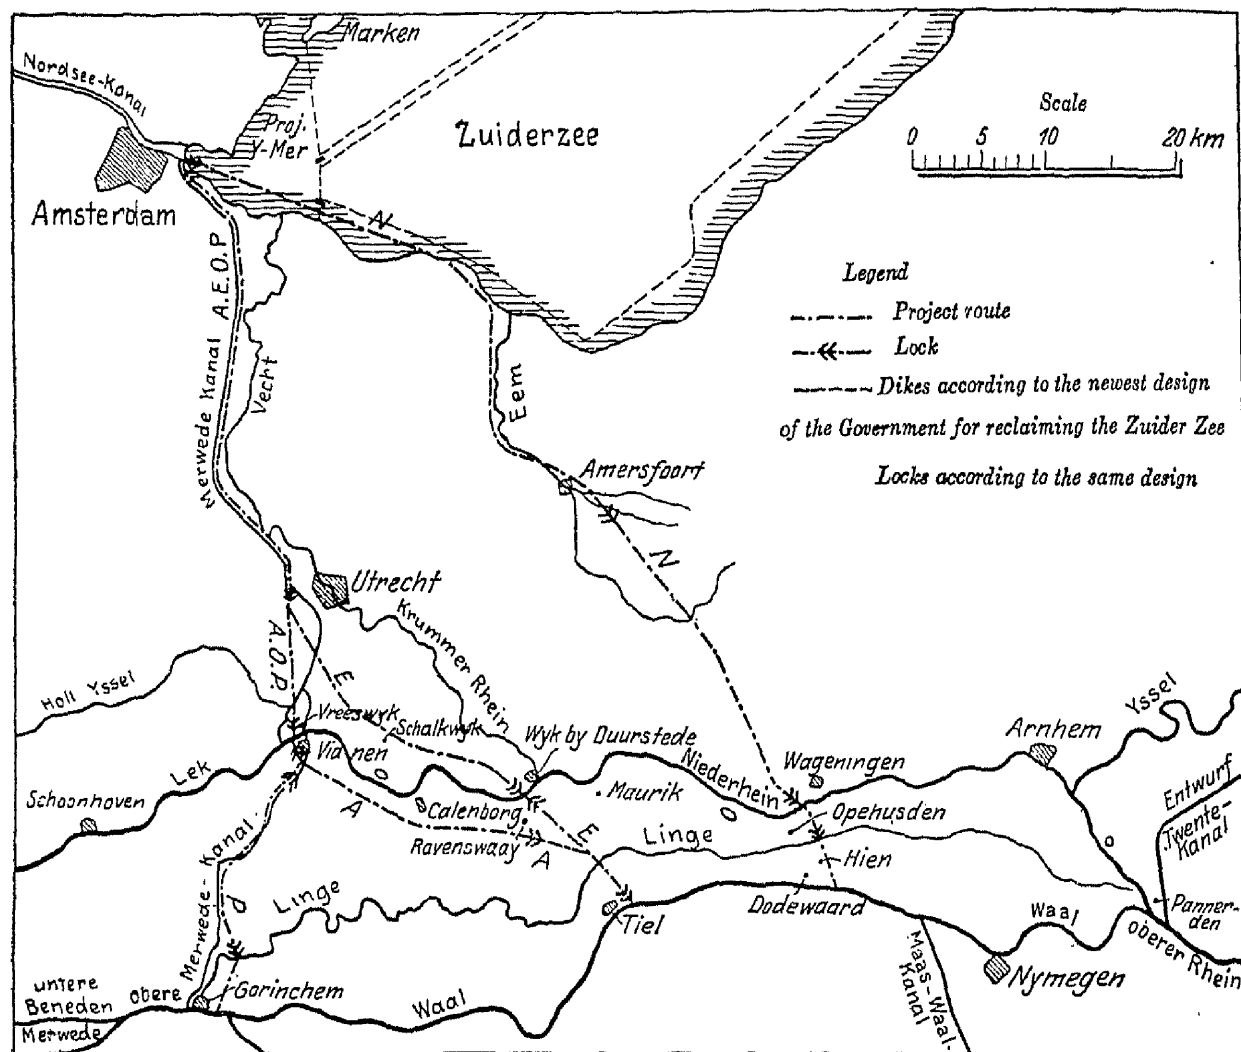 Marken
Nordsee-Kanal
Proj.
Y-Mer
Zuiderzee
Scale
0 5 10 20 km
Amsterdam
N
Merwede Kanal A.E.O.P
Vecht
Eem
Legend
Project route
Lock
Dikes according to the newest design
of the Government for reclaiming the Zuider Zee
Locks according to the same design
Amersfoort
N
Utrecht
Krummer Rhein
A.O.P.
E
Holl Yssel
Vreeswyk
Schalkwyk
Vianen
Wyk by Duurstede
Lek
Schoonhoven
A
Calenborg
Ravenswaay
A
E
Maurik
Niederhein
Wageningen
Arnhem
Yssel
Opehusden
Linge
Hien
Dodewaard
Entwurf
Twente-
Kanal
Panner-
den
Merwede-Kanal
P
Linge
Tiel
Waal
oberer Rhein
Nymegen
Maas-Waal-
Kanal
untere
Beneden
Merwede
obere
Gorinchem
Waal